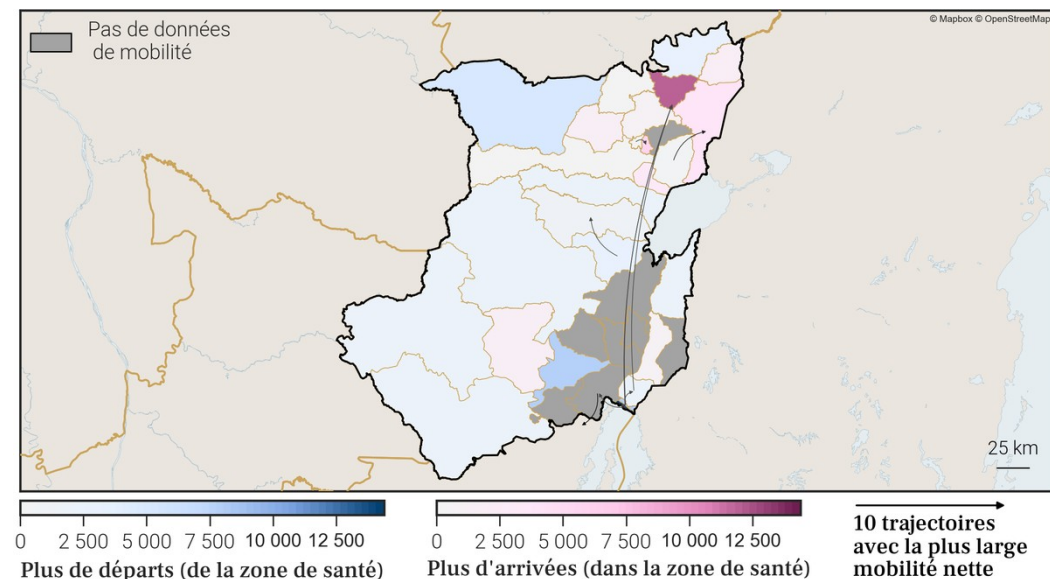 Pas de données
de mobilité
© Mapbox © OpenStreetMap
25 km
0 2 500 5 000 7 500 10 000 12 500
Plus de départs (de la zone de santé)
0 2 500 5 000 7 500 10 000 12 500
Plus d'arrivées (dans la zone de santé)
10 trajectoires
avec la plus large
mobilité nette